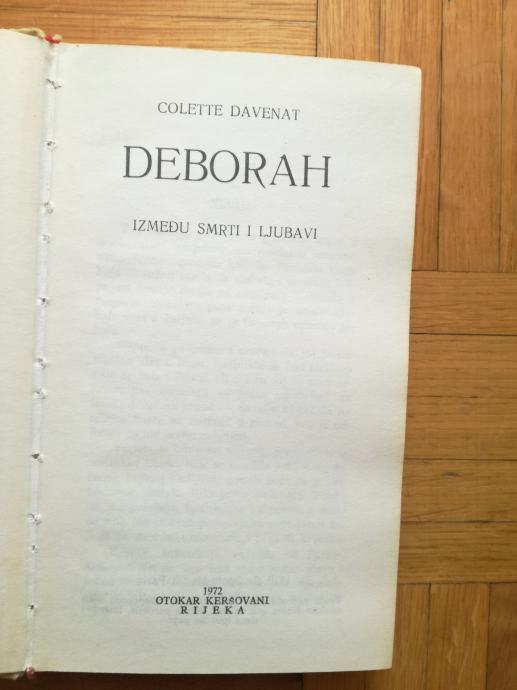 COLETTE DAVENAT
DEBORAH
IZMEĐU SMRTI I LJUBAVI
1972
OTOKAR KERŠOVANI
RIJEKA